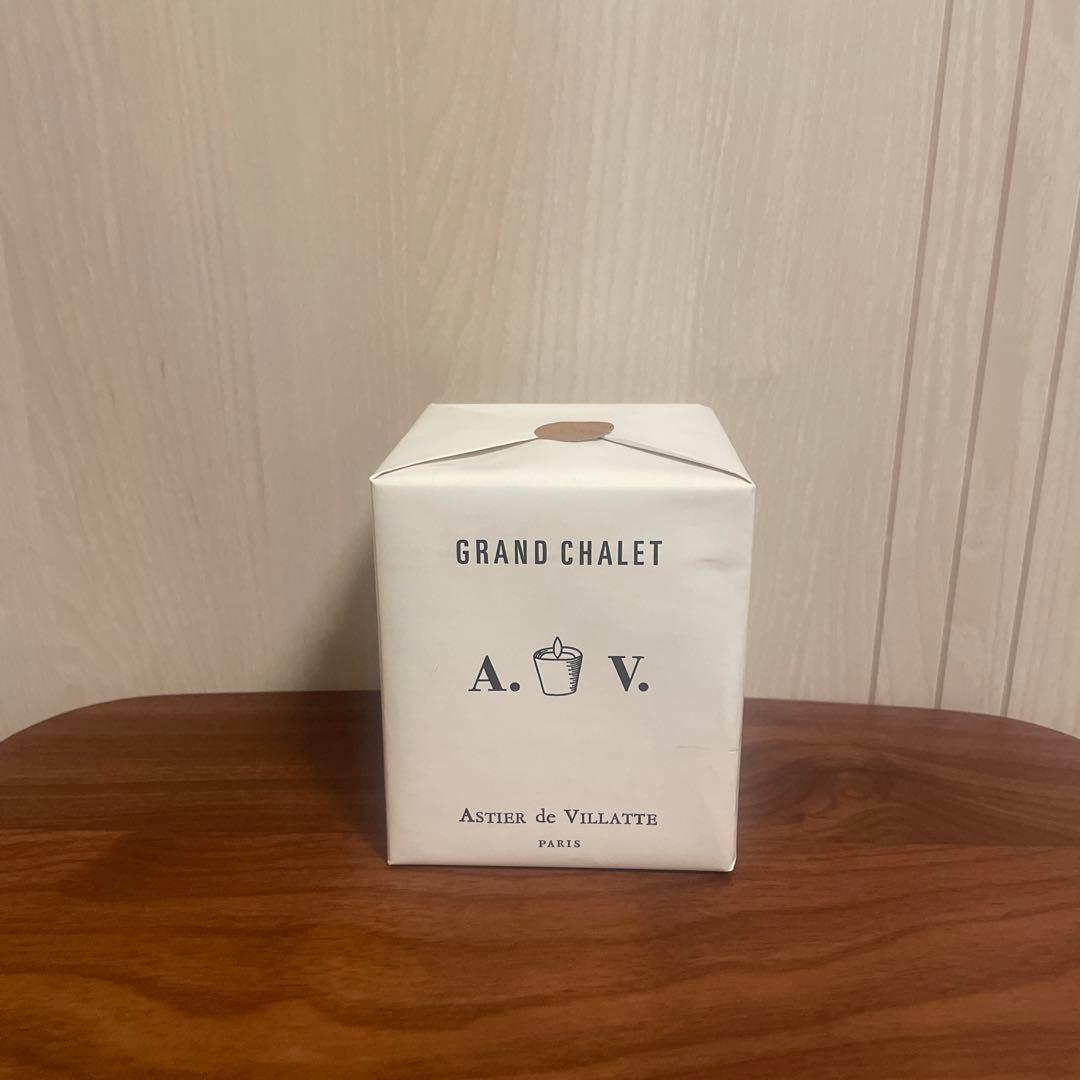 GRAND CHALET
A. V.
ASTIER de VILLATTE
PARIS